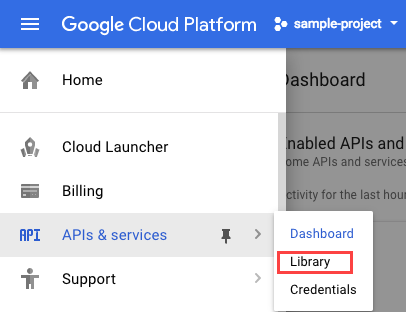 Google Cloud Platform
sample-project
Home
Dashboard
Enabled APIs and
ome APIs and services
Cloud Launcher
Billing
ctivity for the last hour
API APIs & services
Dashboard
Library
Credentials
Support